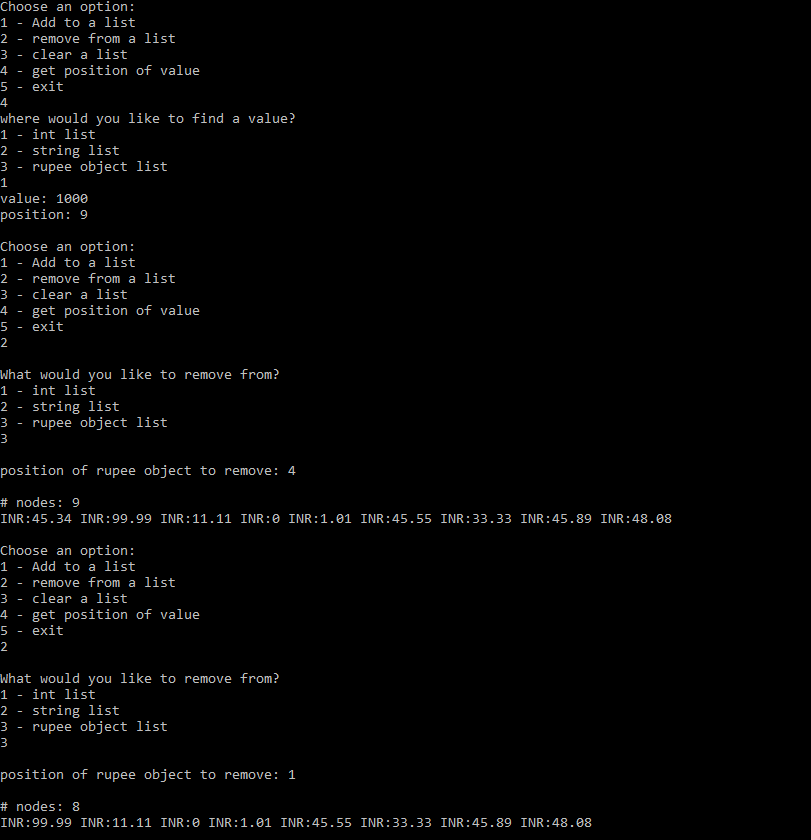 Choose an option:
1 - Add to a list
2 - remove from a list
3 - clear a list
4 - get position of value
5 - exit
4
where would you like to find a value?
1 - int list
2 - string list
3 - rupee object list
1
value: 1000
position: 9
Choose an option:
1 - Add to a list
2 - remove from a list
3 - clear a list
4 - get position of value
5 - exit
2
What would you like to remove from?
1 - int list
2 - string list
3 - rupee object list
3
position of rupee object to remove: 4
# nodes: 9
INR:45.34 INR:99.99 INR:11.11 INR:0 INR:1.01 INR:45.55 INR:33.33 INR:45.89 INR:48.08
Choose an option:
1 - Add to a list
2 - remove from a list
3 - clear a list
4 - get position of value
5 - exit
2
What would you like to remove from?
1 - int list
2 - string list
3 - rupee object list
3
position of rupee object to remove: 1
# nodes: 8
INR:99.99 INR:11.11 INR:0 INR:1.01 INR:45.55 INR:33.33 INR:45.89 INR:48.08